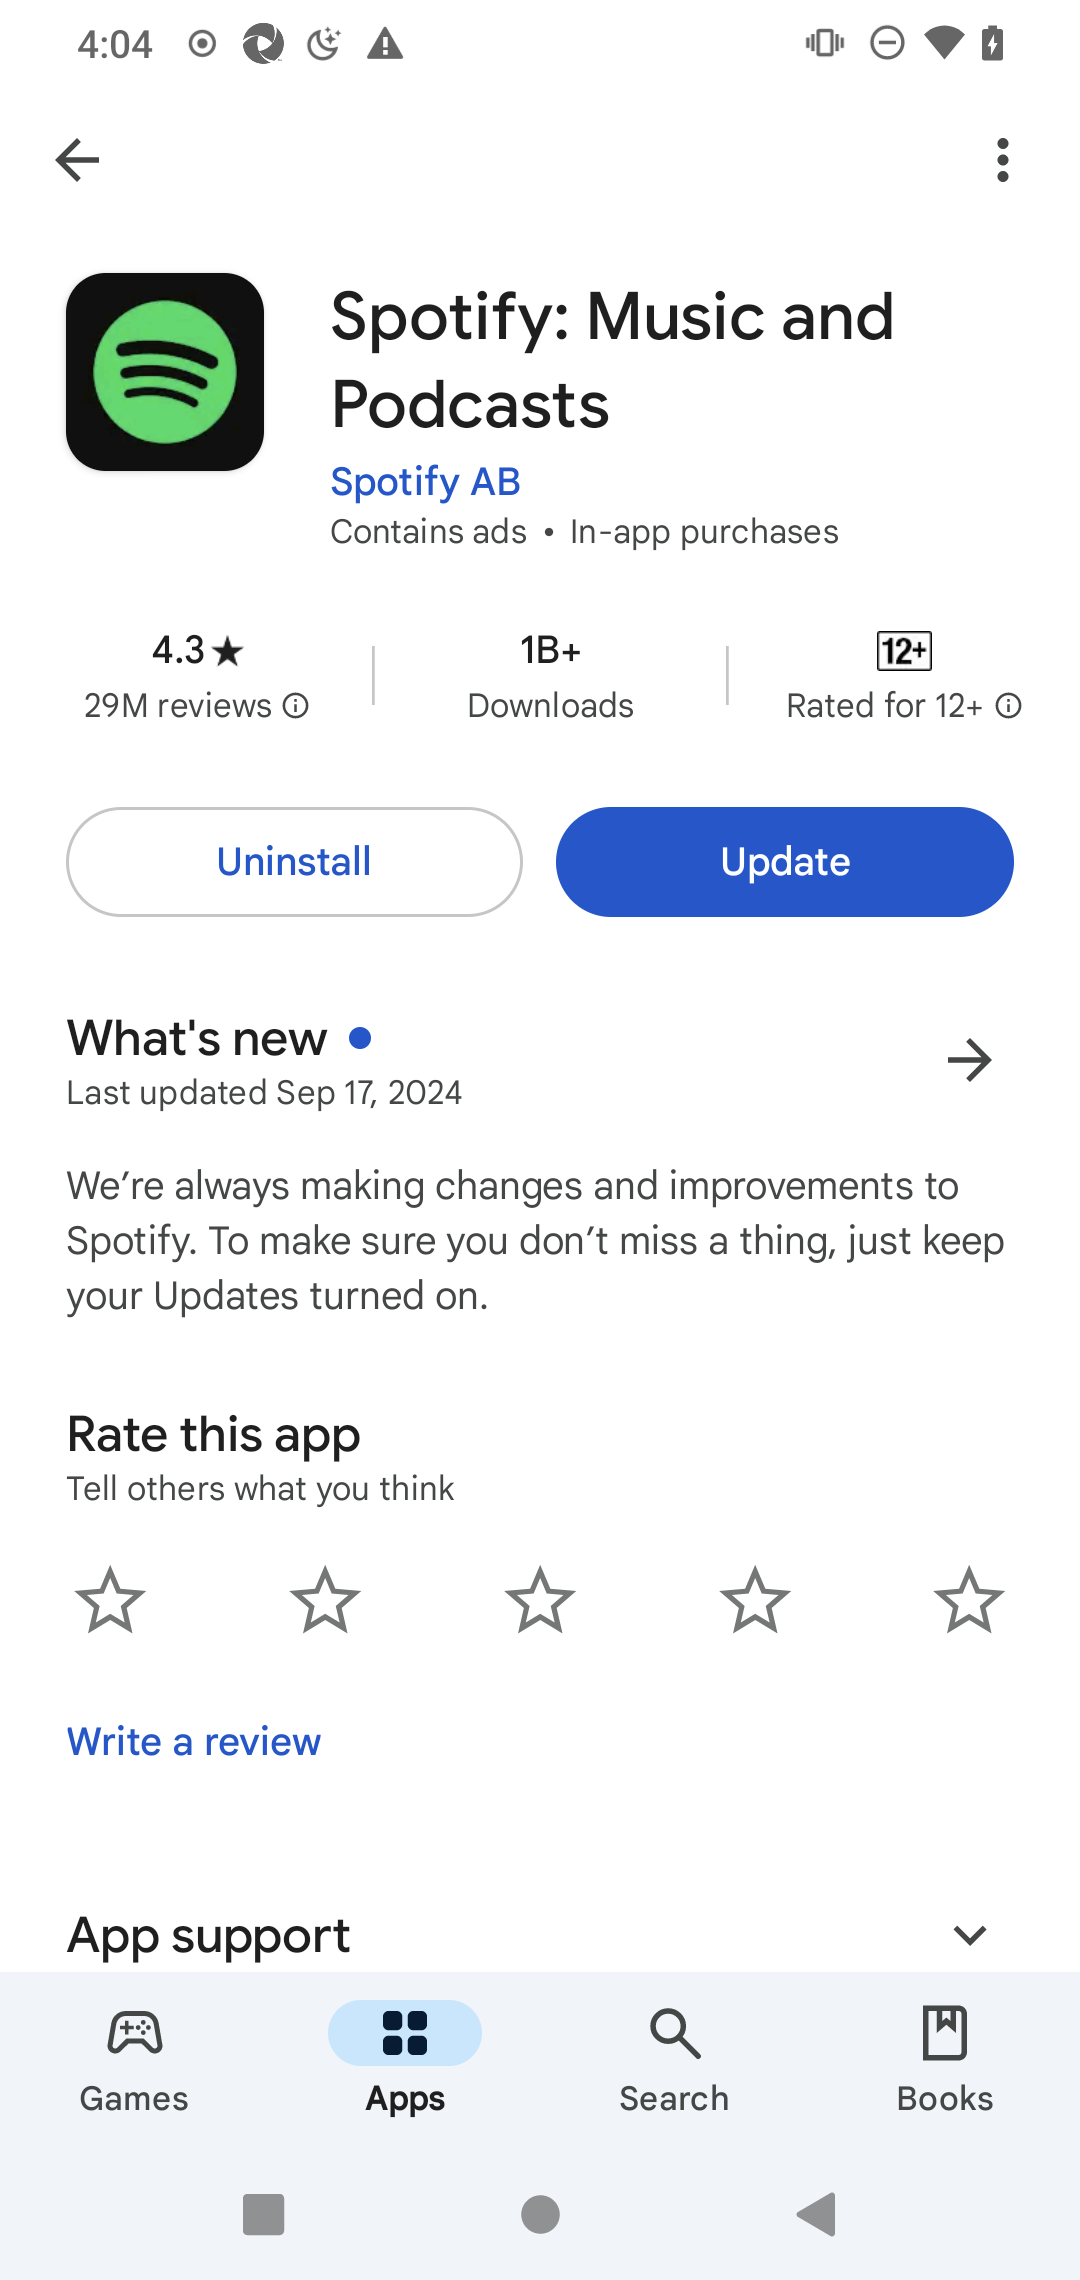 4:04
Spotify: Music and
Podcasts
Spotify AB
Contains ads • In-app purchases
4.3★
29M reviews
1B+
Downloads
12+
Rated for 12+
Uninstall
Update
What's new
Last updated Sep 17, 2024
We’re always making changes and improvements to
Spotify. To make sure you don’t miss a thing, just keep
your Updates turned on.
Rate this app
Tell others what you think
Write a review
App support
Games
Apps
Search
Books